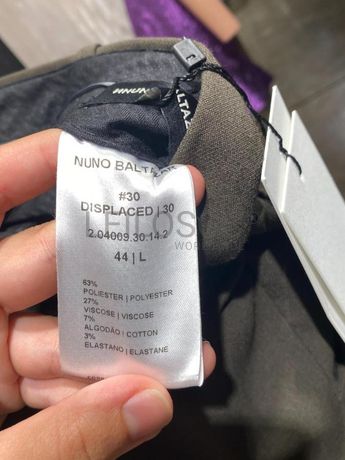 NUNO BALTAZAR
#30
DISPLACED | 30
2.04009.30.14.2
44 | L
63%
POLIESTER | POLYESTER
27%
VISCOSE | VISCOSE
7%
ALGODÃO | COTTON
3%
ELASTANO | ELASTANE